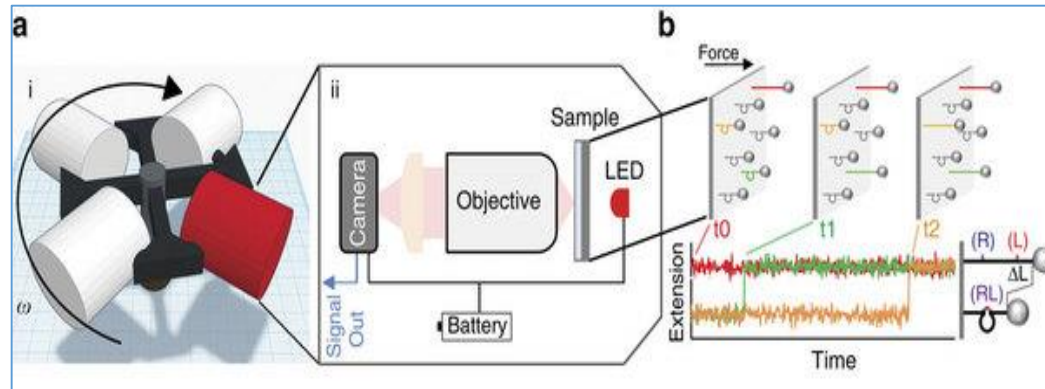 a
i
ω
ii
Camera
Objective
Sample
LED
Signal
Out
Battery
b
Force
t0
t1
t2
Extension
Time
(R)
(L)
ΔL
(RL)